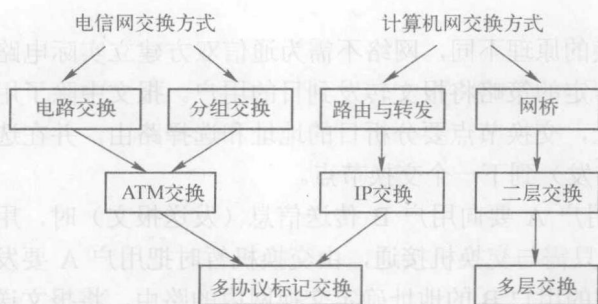 电信网交换方式 计算机网交换方式
电路交换 分组交换 路由与转发 网桥
ATM交换 IP交换 二层交换
多协议标记交换 多层交换